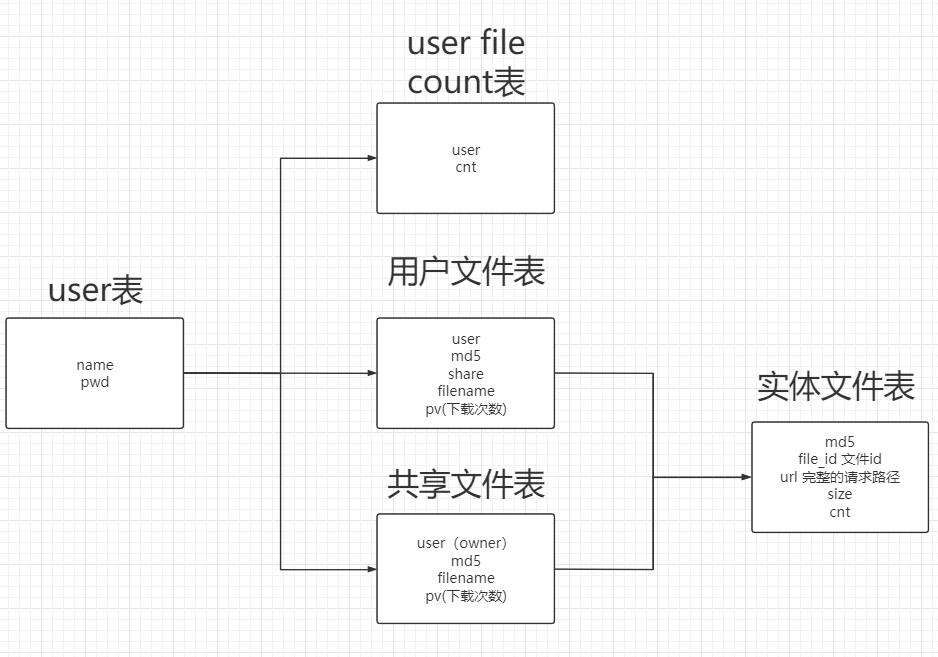 user file
count表
user
cnt
用户文件表
user表
user
md5
share
filename
pv(下载次数)
name
pwd
实体文件表
md5
file_id 文件id
url 完整的请求路径
size
cnt
共享文件表
user（owner）
md5
filename
pv(下载次数)